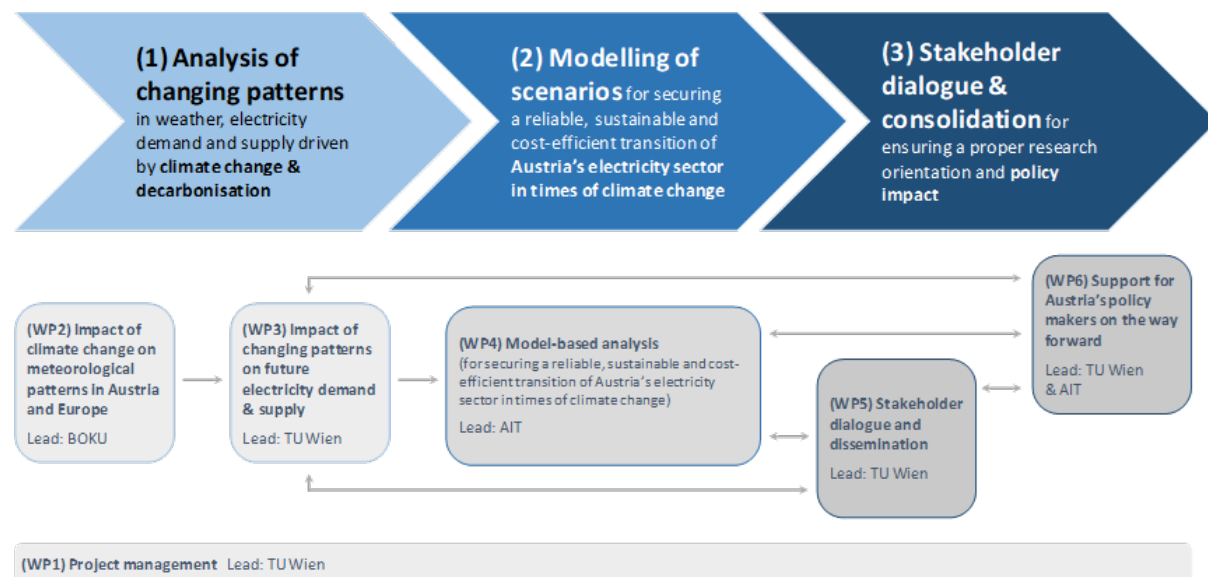 (1) Analysis of
changing patterns
in weather, electricity
demand and supply driven
by climate change &
decarbonisation
(2) Modelling of
scenarios for securing
a reliable, sustainable and
cost-efficient transition of
Austria's electricity sector
in times of climate change
(3) Stakeholder
dialogue &
consolidation for
ensuring a proper research
orientation and policy
impact
(WP2) Impact of
climate change on
meteorological
patterns in Austria
and Europe
Lead: BOKU
(WP3) Impact of
changing patterns
on future
electricity demand
& supply
Lead: TU Wien
(WP4) Model-based analysis
(for securing a reliable, sustainable and cost-
efficient transition of Austria's electricity
sector in times of climate change)
Lead: AIT
(WP5) Stakeholder
dialogue and
dissemination
Lead: TU Wien
(WP6) Support for
Austria's policy
makers on the way
forward
Lead: TU Wien
& AIT
(WP1) Project management Lead: TU Wien